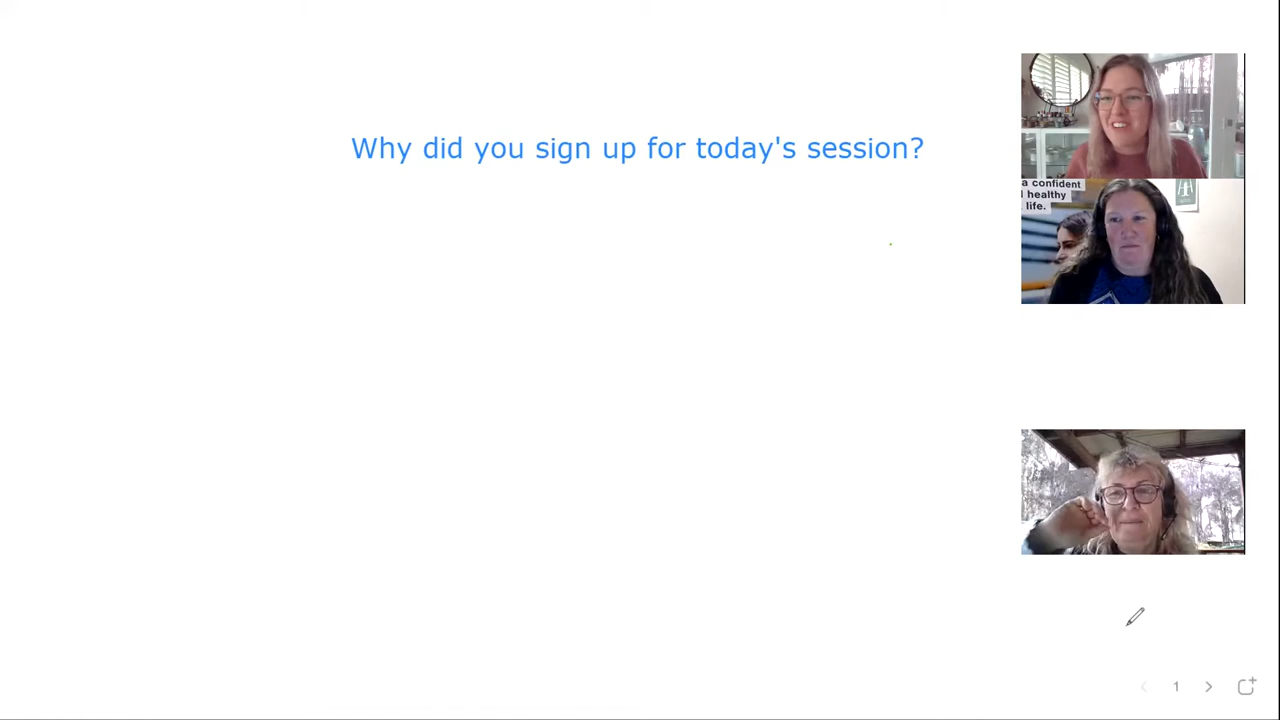 Why did you sign up for today's session?
a confident
healthy
life.
1